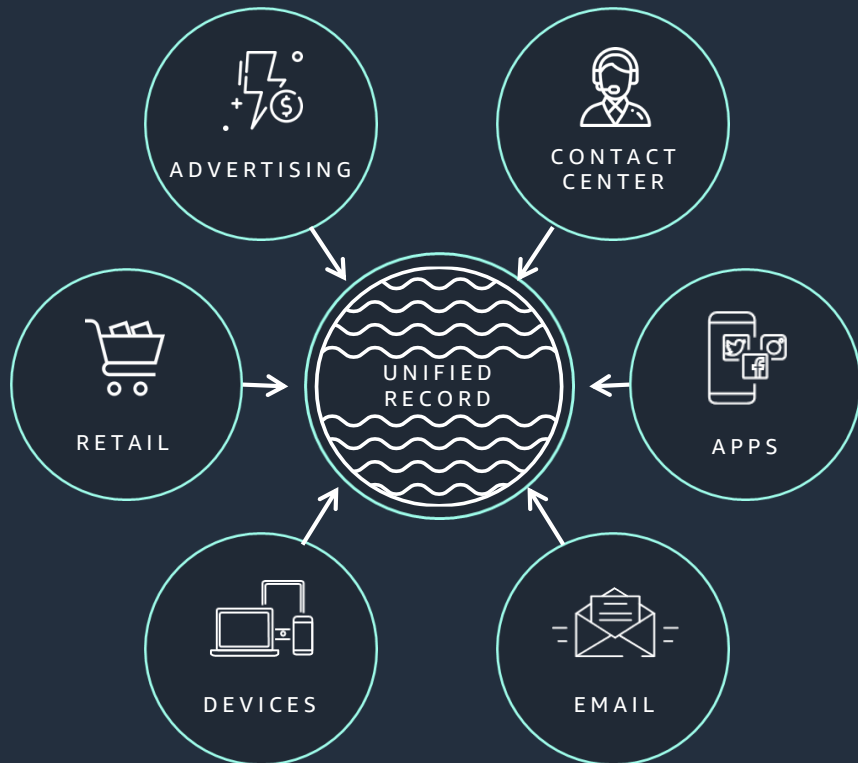 ADVERTISING
CONTACT
CENTER
RETAIL
UNIFIED
RECORD
APPS
DEVICES
EMAIL